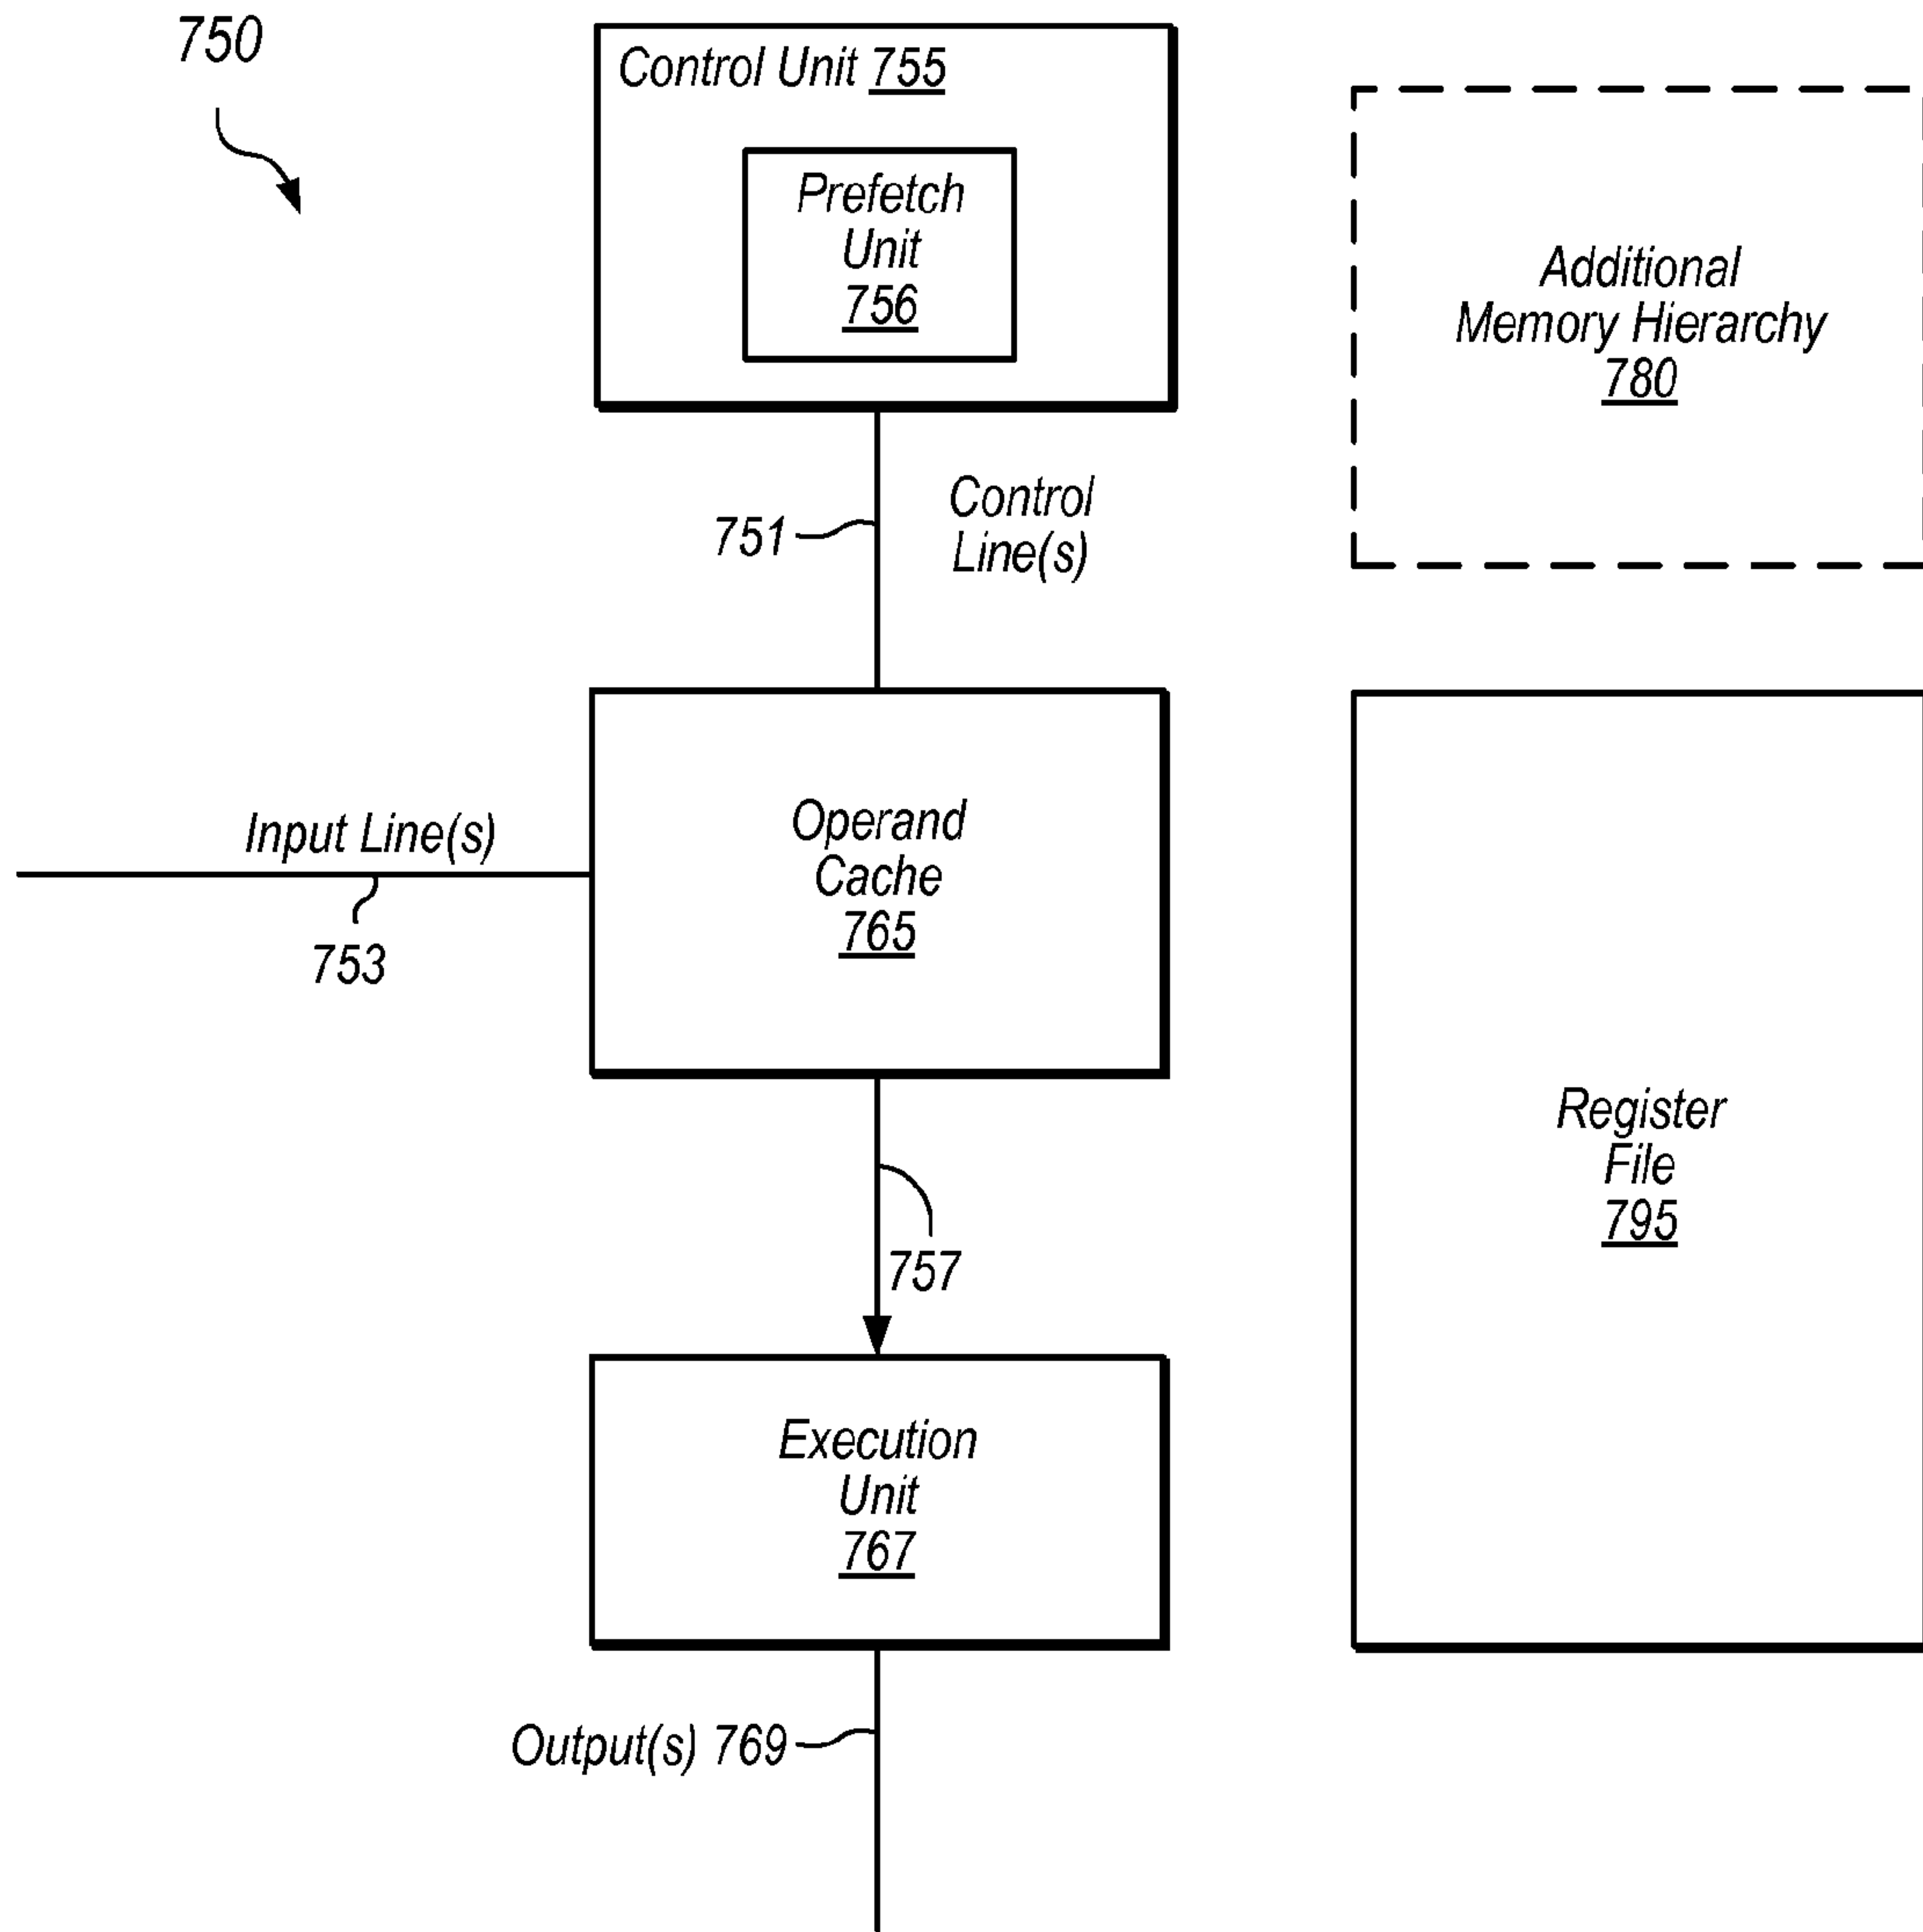 750
Control Unit 755
Prefetch
Unit
756
Additional
Memory Hierarchy
780
751
Control
Line(s)
Input Line(s)
753
Operand
Cache
765
757
Register
File
795
Execution
Unit
767
Output(s) 769